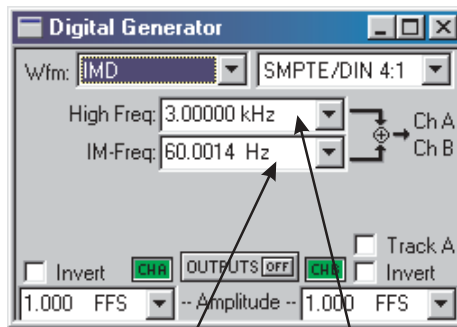 Digital Generator
Wfm: IMD SMPTE/DIN 4:1
High Freq: 3.00000 kHz Ch A
IM-Freq: 60.0014 Hz Ch B
Track A
Invert CHA OUTPUTS OFF CHB Invert
1.000 FFS -- Amplitude -- 1.000 FFS